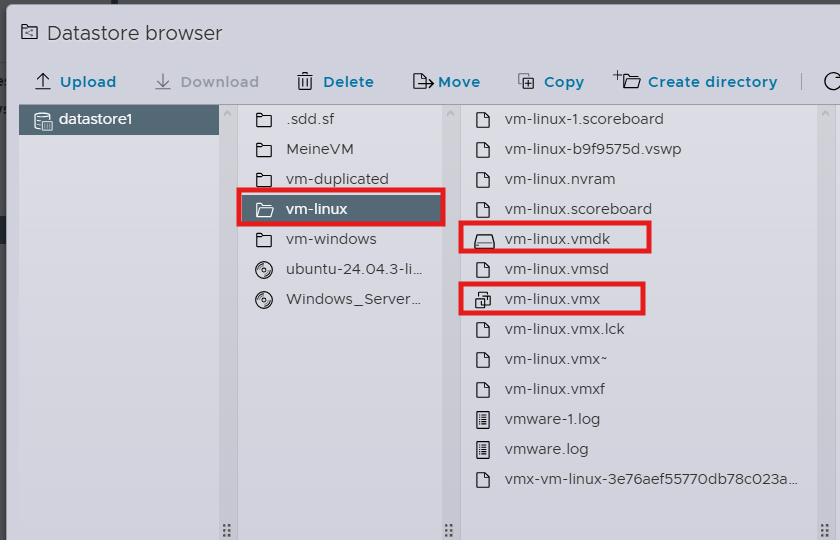 Datastore browser
Upload Download Delete Move Copy Create directory
datastore1
.sdd.sf
MeineVM
vm-duplicated
vm-linux
vm-windows
ubuntu-24.04.3-li...
Windows_Server...
vm-linux-1.scoreboard
vm-linux-b9f9575d.vswp
vm-linux.nvram
vm-linux.scoreboard
vm-linux.vmdk
vm-linux.vmsd
vm-linux.vmx
vm-linux.vmx.lck
vm-linux.vmx~
vm-linux.vmxf
vmware-1.log
vmware.log
vmx-vm-linux-3e76aef55770db78c023a...